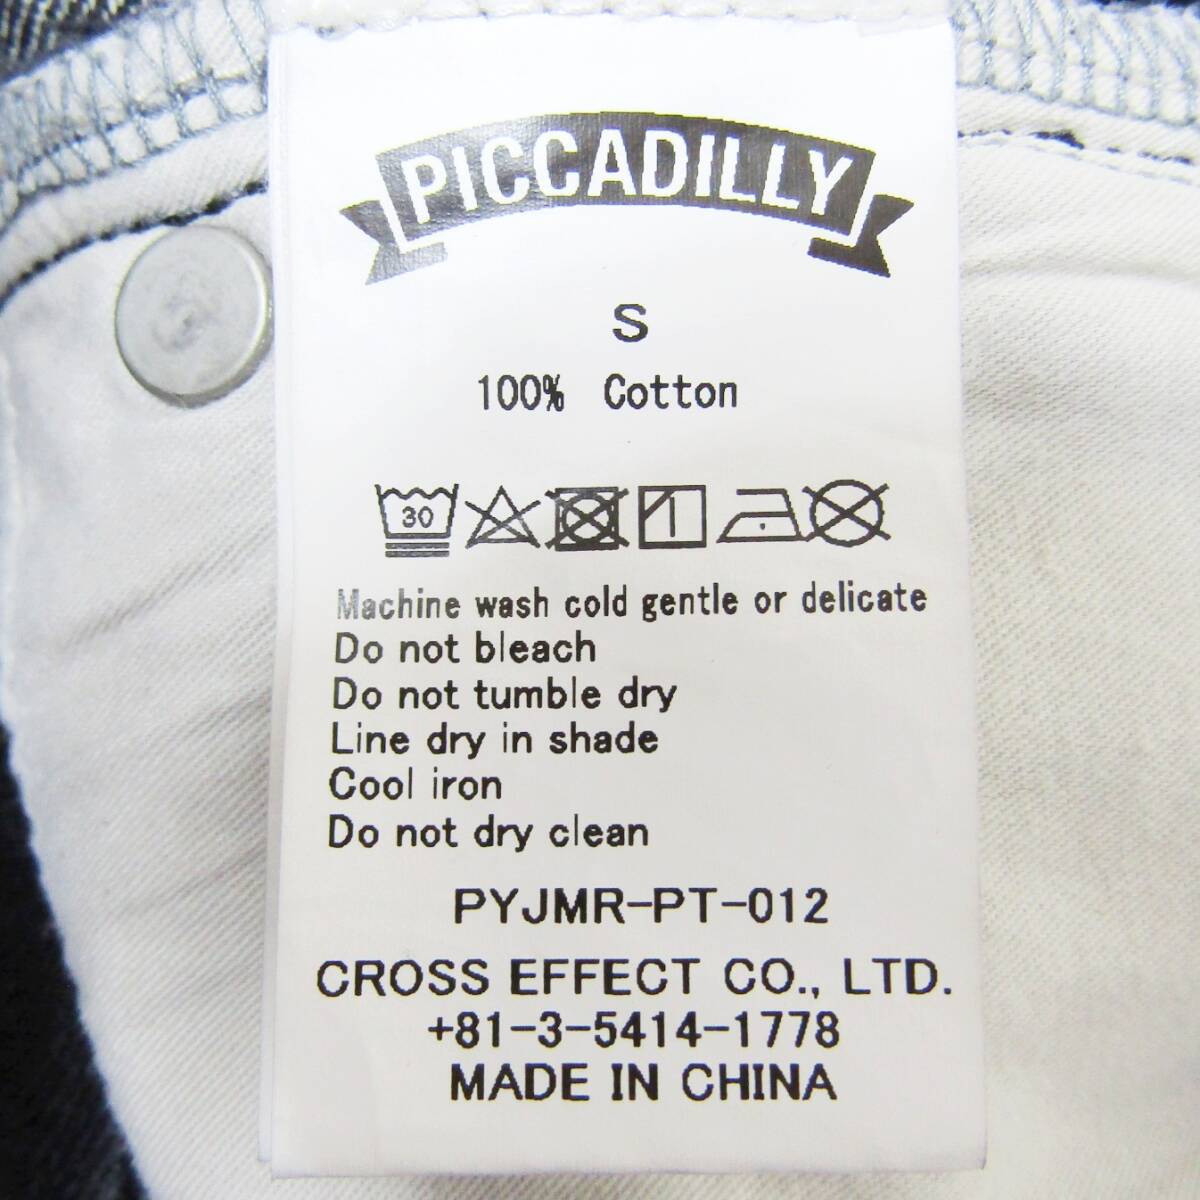 PICCADILLY
S
100% Cotton
30
Machine wash cold gentle or delicate
Do not bleach
Do not tumble dry
Line dry in shade
Cool iron
Do not dry clean
PYJMR-PT-012
CROSS EFFECT CO., LTD.
+81-3-5414-1778
MADE IN CHINA